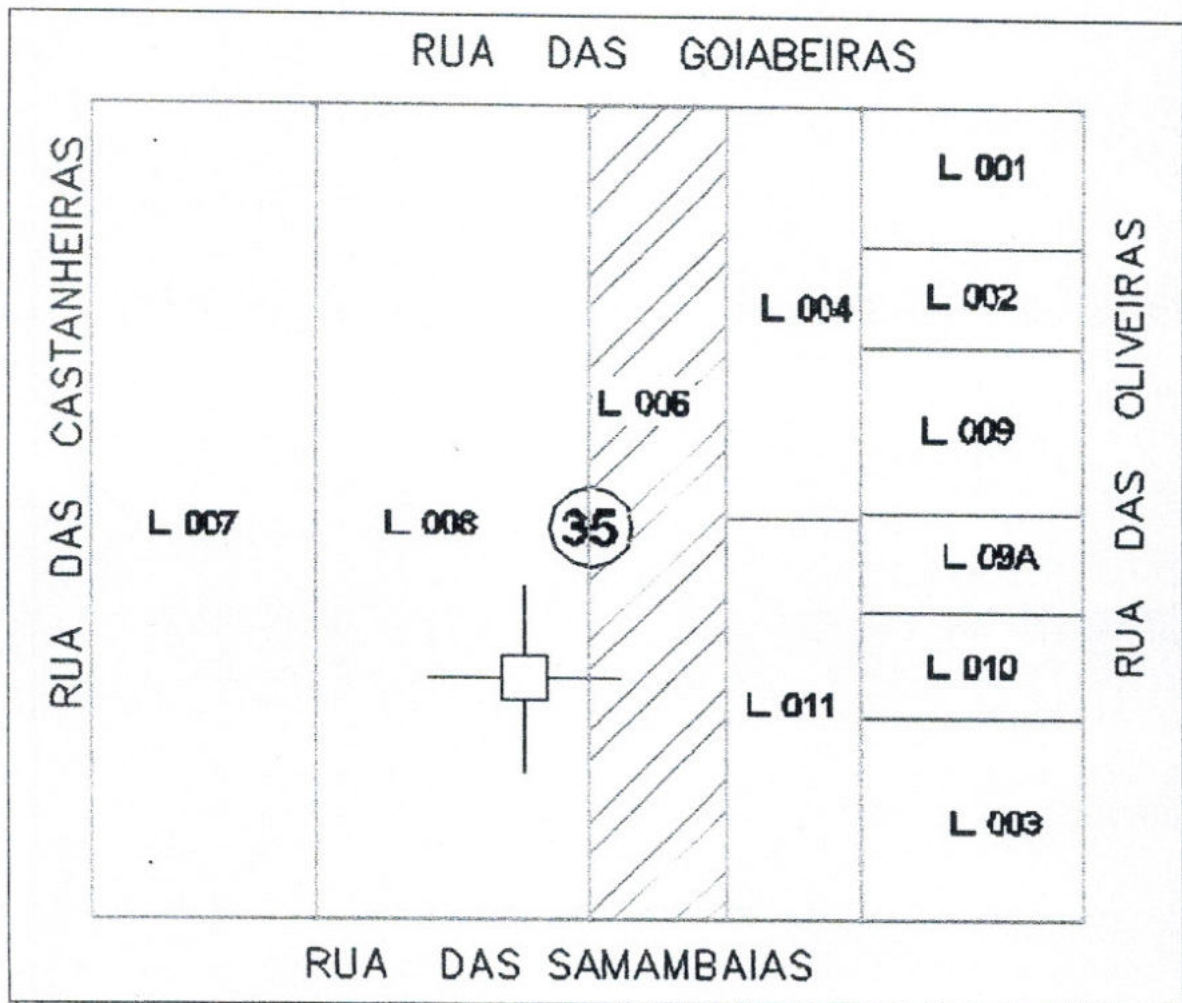 RUA DAS GOIABEIRAS
RUA DAS CASTANHEIRAS
L 001
L 002
L 004
L 005
L 009
L 007
L 008
35
L 09A
L 010
L 011
L 003
RUA DAS OLIVEIRAS
RUA DAS SAMAMBAIAS